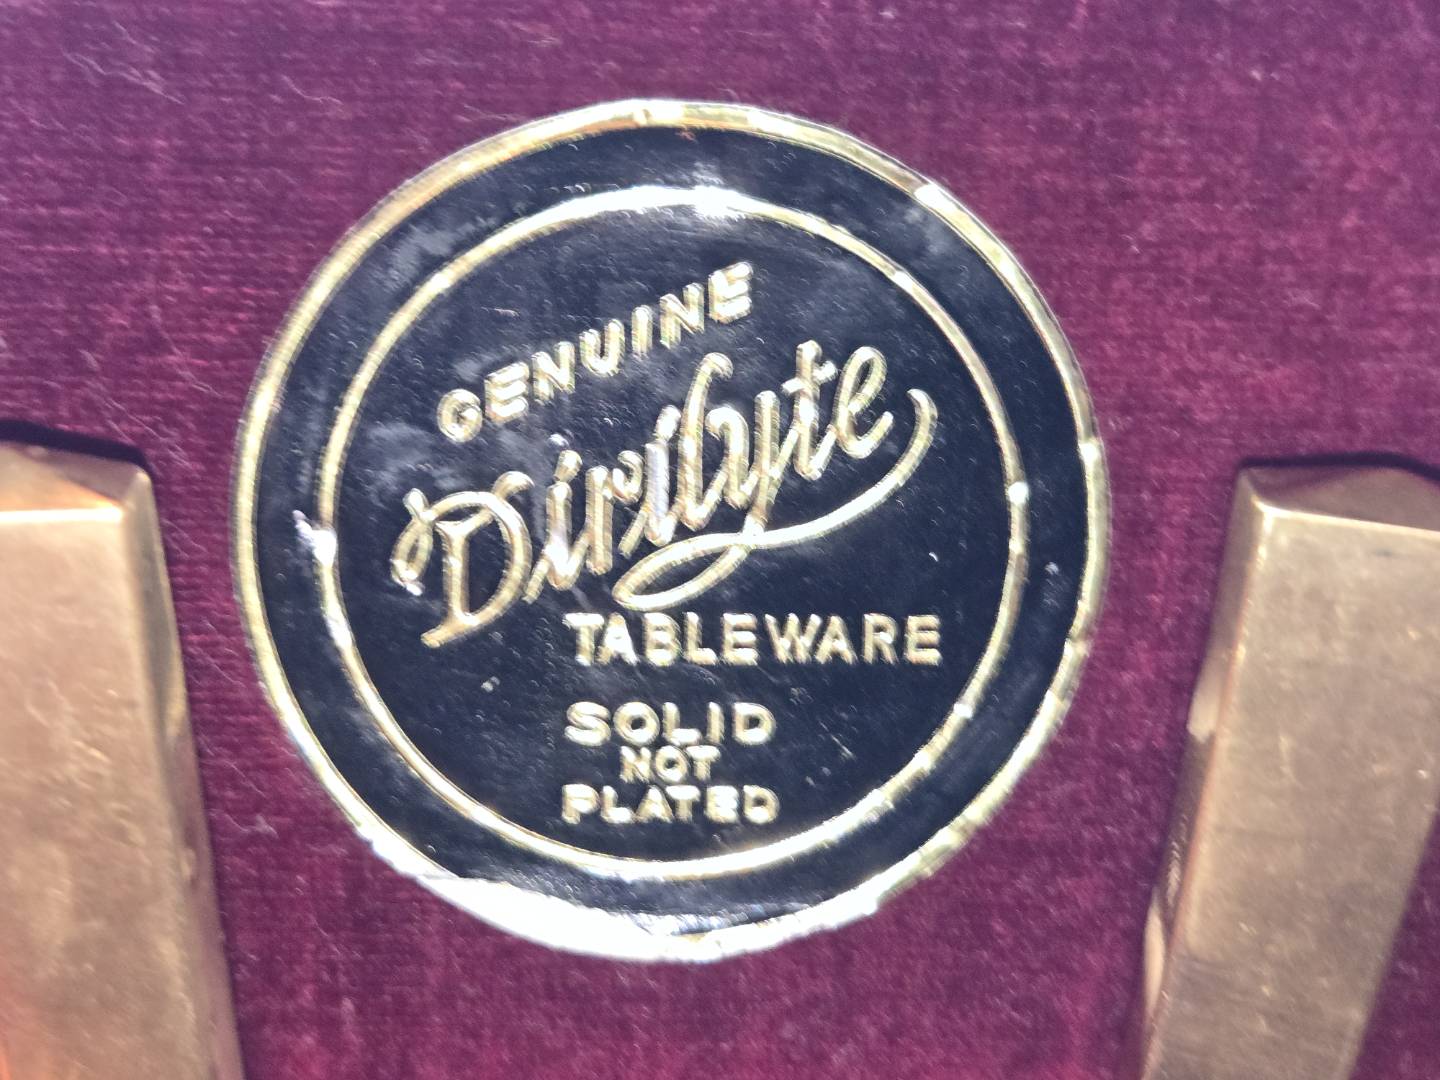 GENUINE
Dirilyte
TABLEWARE
SOLID
NOT
PLATED